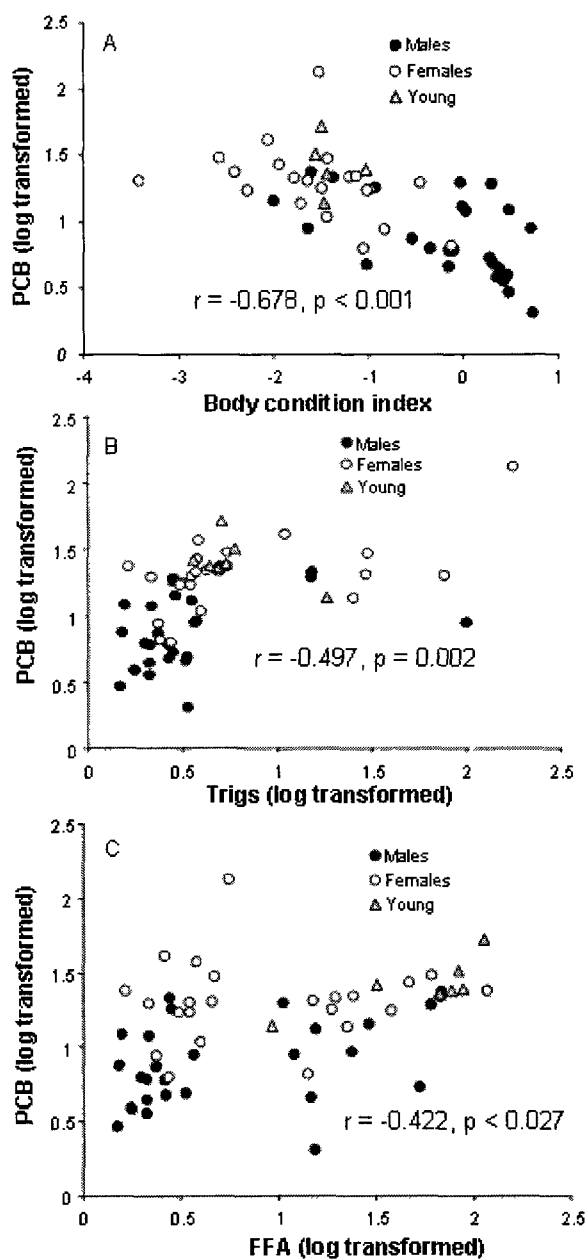 A
Males
Females
Young
2.5
2
1.5
1
0.5
0
PCB (log transformed)
r = -0.678, p < 0.001
-4 -3 -2 -1 0 1
Body condition index
B
Males
Females
Young
2.5
2
1.5
1
0.5
0
PCB (log transformed)
r = -0.497, p = 0.002
0 0.5 1 1.5 2 2.5
Trigs (log transformed)
C
Males
Females
Young
2.5
2
1.5
1
0.5
0
PCB (log transformed)
r = -0.422, p < 0.027
0 0.5 1 1.5 2 2.5
FFA (log transformed)